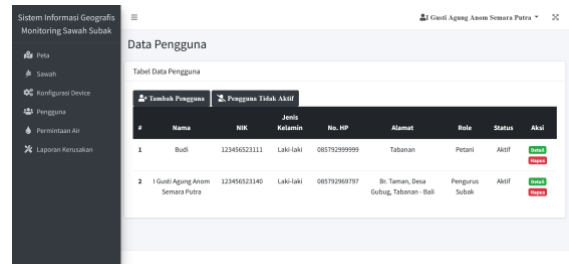 Sistem Informasi Geografis
Monitoring Sawah Subak
Peta
Sawah
Konfigurasi Device
Pengguna
Permintaan Air
Laporan Kerusakan
I Gusti Agung Anom Semara Putra
Data Pengguna
Tabel Data Pengguna
Tambah Pengguna Pengguna Tidak Aktif
# Nama NIK Jenis Kelamin No. HP Alamat Role Status Aksi
1 Budi 123456523111 Laki-laki 085792999999 Tabanan Petani Aktif Detail Hapus
2 I Gusti Agung Anom Semara Putra 123456523140 Laki-laki 085792969797 Br. Taman, Desa Gubug, Tabanan - Bali Pengurus Subak Aktif Detail Hapus